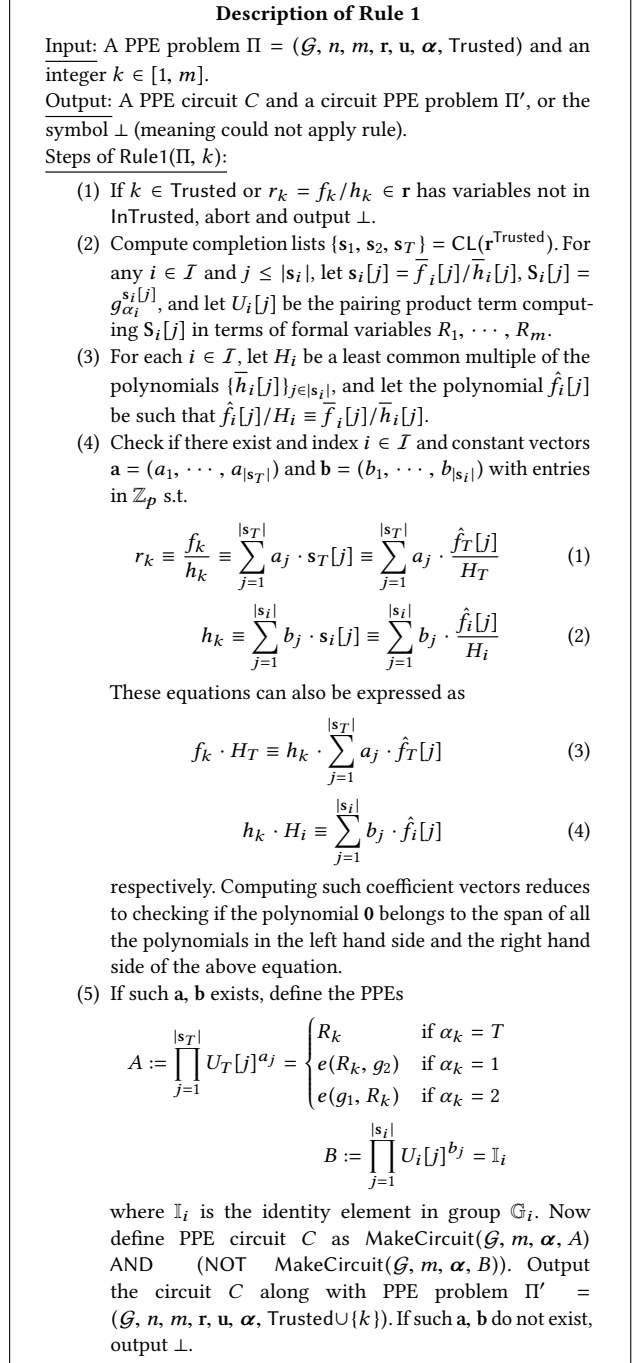 Description of Rule 1
Input: A PPE problem Π = (𝒢, n, m, r, u, α, Trusted) and an
integer k ∈ [1, m].
Output: A PPE circuit C and a circuit PPE problem Π′, or the
symbol ⊥ (meaning could not apply rule).
Steps of Rule1(Π, k):
(1) If k ∈ Trusted or r_k = f_k/h_k ∈ r has variables not in
InTrusted, abort and output ⊥.
(2) Compute completion lists {s_1, s_2, s_T} = CL(r^Trusted). For
any i ∈ ℐ and j ≤ |s_i|, let s_i[j] = f̅_i[j]/h̅_i[j], S_i[j] =
g_{α_i}^{s_i[j]}, and let U_i[j] be the pairing product term comput-
ing S_i[j] in terms of formal variables R_1, ⋯, R_m.
(3) For each i ∈ ℐ, let H_i be a least common multiple of the
polynomials {h̅_i[j]}_{j∈|s_i|}, and let the polynomial f̂_i[j]
be such that f̂_i[j]/H_i ≡ f̅_i[j]/h̅_i[j].
(4) Check if there exist and index i ∈ ℐ and constant vectors
a = (a_1, ⋯, a_{|s_T|}) and b = (b_1, ⋯, b_{|s_i|}) with entries
in ℤ_p s.t.
r_k ≡ f_k/h_k ≡ ∑_{j=1}^{|s_T|} a_j · s_T[j] ≡ ∑_{j=1}^{|s_T|} a_j · f̂_T[j]/H_T (1)
h_k ≡ ∑_{j=1}^{|s_i|} b_j · s_i[j] ≡ ∑_{j=1}^{|s_i|} b_j · f̂_i[j]/H_i (2)
These equations can also be expressed as
f_k · H_T ≡ h_k · ∑_{j=1}^{|s_T|} a_j · f̂_T[j] (3)
h_k · H_i ≡ ∑_{j=1}^{|s_i|} b_j · f̂_i[j] (4)
respectively. Computing such coefficient vectors reduces
to checking if the polynomial 0 belongs to the span of all
the polynomials in the left hand side and the right hand
side of the above equation.
(5) If such a, b exists, define the PPEs
A := ∏_{j=1}^{|s_T|} U_T[j]^{a_j} = { R_k if α_k = T
e(R_k, g_2) if α_k = 1
e(g_1, R_k) if α_k = 2
B := ∏_{j=1}^{|s_i|} U_i[j]^{b_j} = 𝕀_i
where 𝕀_i is the identity element in group 𝔾_i. Now
define PPE circuit C as MakeCircuit(𝒢, m, α, A)
AND (NOT MakeCircuit(𝒢, m, α, B)). Output
the circuit C along with PPE problem Π′ =
(𝒢, n, m, r, u, α, Trusted∪{k}). If such a, b do not exist,
output ⊥.